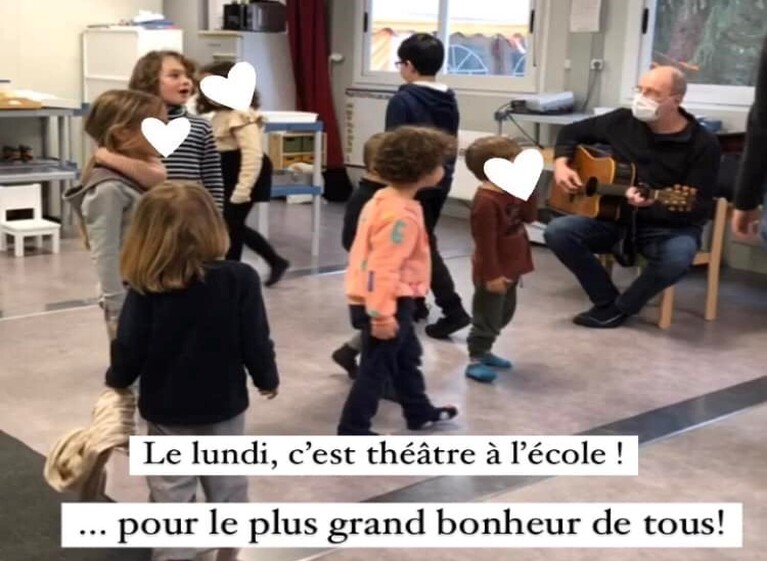 Le lundi, c’est théâtre à l’école !
... pour le plus grand bonheur de tous!